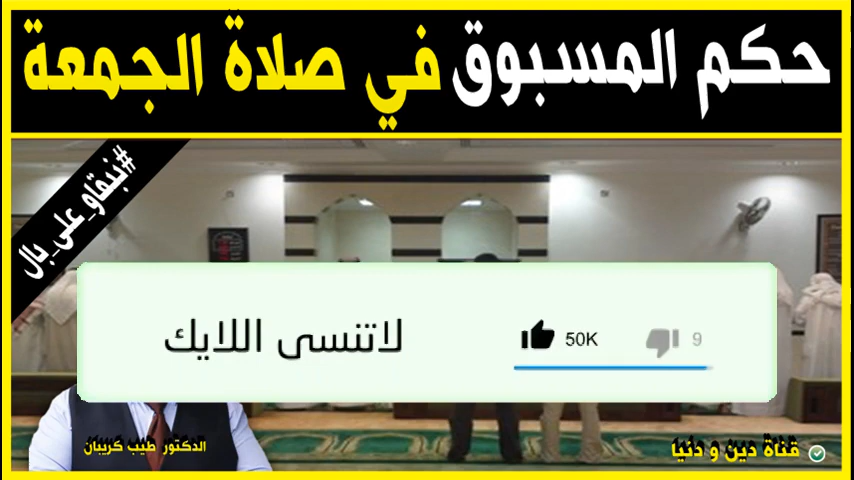 حكم المسبوق في صلاة الجمعة
#نبقاو_على_بال
لاتنسى اللايك
50K
9
الدكتور طيب كريبان
قناة دين و دنيا